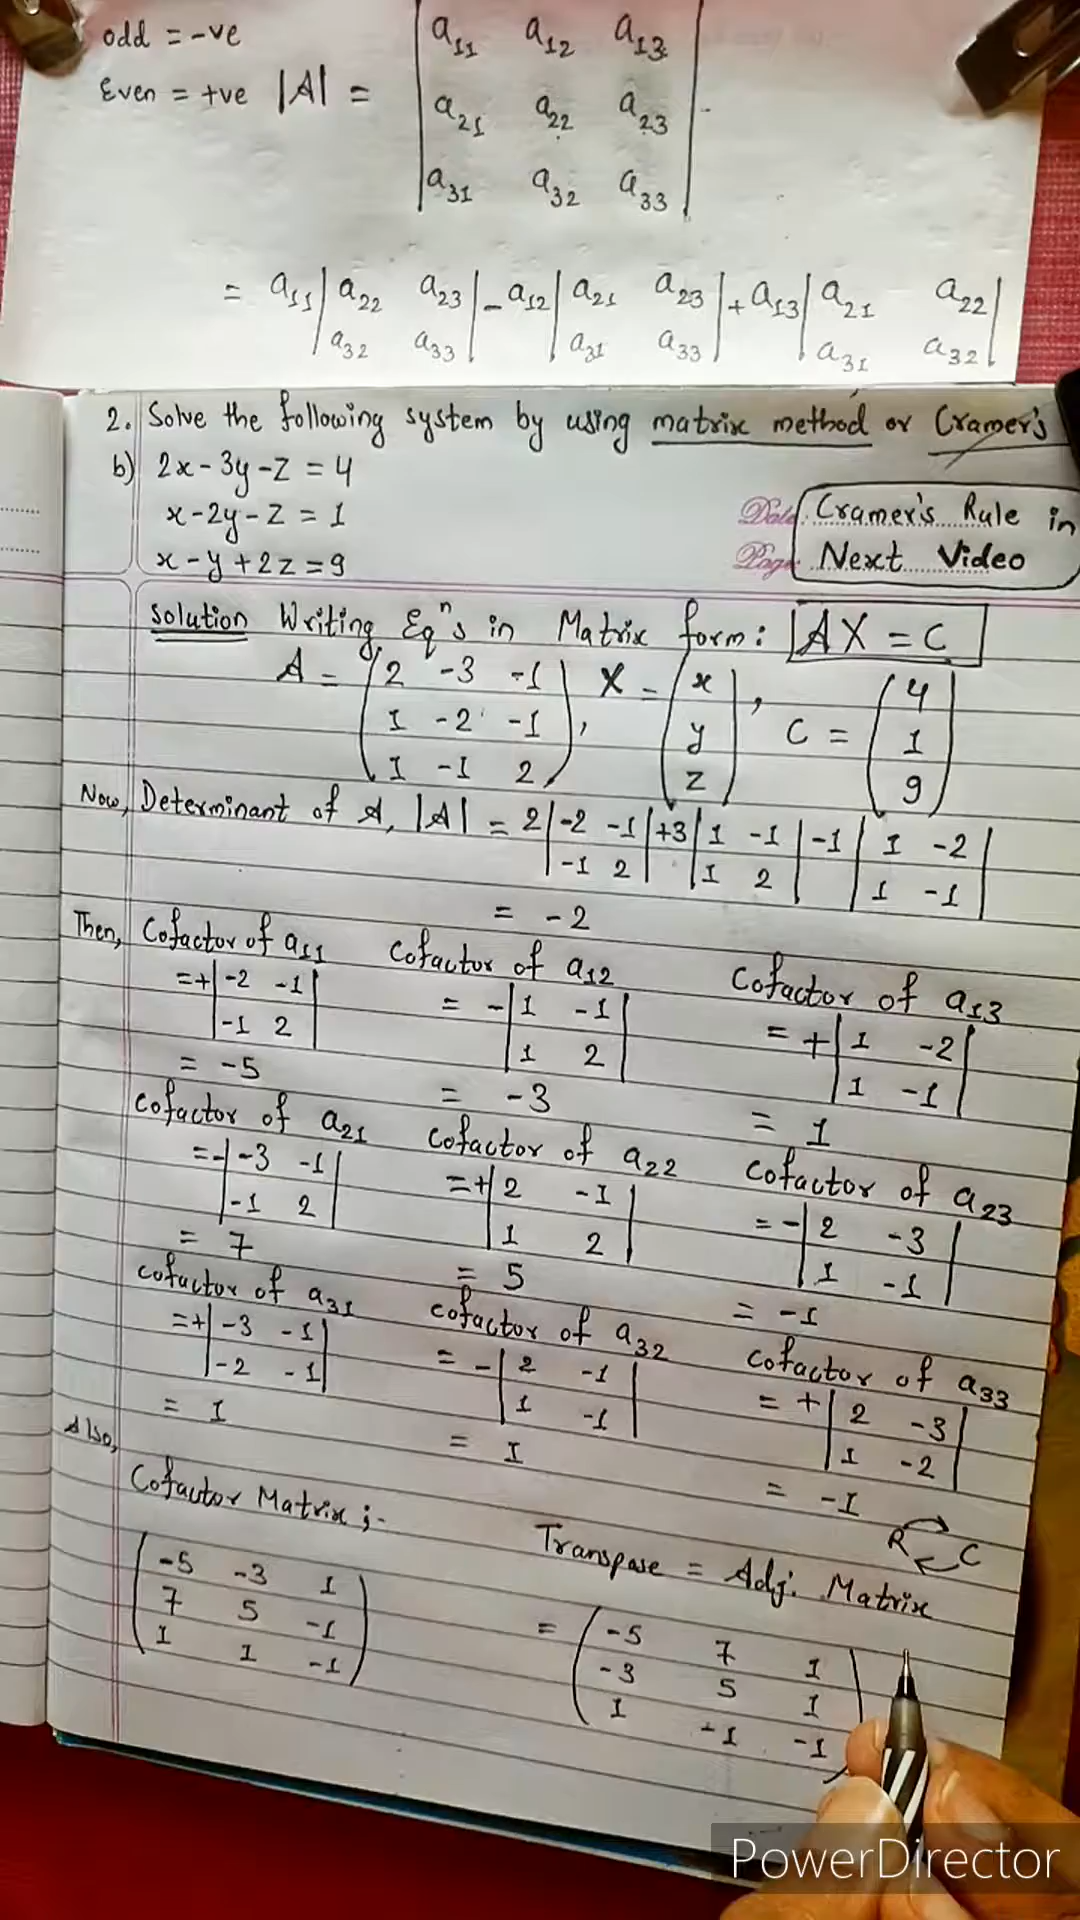 odd = -ve
Even = +ve |A| = | a11 a12 a13 |
| a21 a22 a23 |
| a31 a32 a33 |
= a11 | a22 a23 | - a12 | a21 a23 | + a13 | a21 a22 |
| a32 a33 | | a31 a33 | | a31 a32 |
2. Solve the following system by using matrix method or Cramer's
b) 2x - 3y - z = 4
x - 2y - z = 1
x - y + 2z = 9
Date Cramer's Rule in
Page Next Video
Solution Writing Eqⁿs in Matrix form: AX = C
A = ( 2 -3 -1 ) X = ( x ) , C = ( 4 )
( 1 -2 -1 ) , ( y ) ( 1 )
( 1 -1 2 ) ( z ) ( 9 )
Now, Determinant of A, |A| = 2 | -2 -1 | +3 | 1 -1 | -1 | 1 -2 |
| -1 2 | | 1 2 | | 1 -1 |
= -2
Then, Cofactor of a11 Cofactor of a12 Cofactor of a13
= + | -2 -1 | = - | 1 -1 | = + | 1 -2 |
| -1 2 | | 1 2 | | 1 -1 |
= -5 = -3 = 1
Cofactor of a21 Cofactor of a22 Cofactor of a23
= - | -3 -1 | = + | 2 -1 | = - | 2 -3 |
| -1 2 | | 1 2 | | 1 -1 |
= 7 = 5 = -1
Cofactor of a31 Cofactor of a32 Cofactor of a33
= + | -3 -1 | = - | 2 -1 | = + | 2 -3 |
| -2 -1 | | 1 -1 | | 1 -2 |
= 1 = 1 = -1
Also,
Cofactor Matrix ;- Transpose = Adj. Matrix R C
( -5 -3 1 ) = ( -5 7 1 )
( 7 5 -1 ) ( -3 5 1 )
( 1 1 -1 ) ( 1 -1 -1 )
PowerDirector